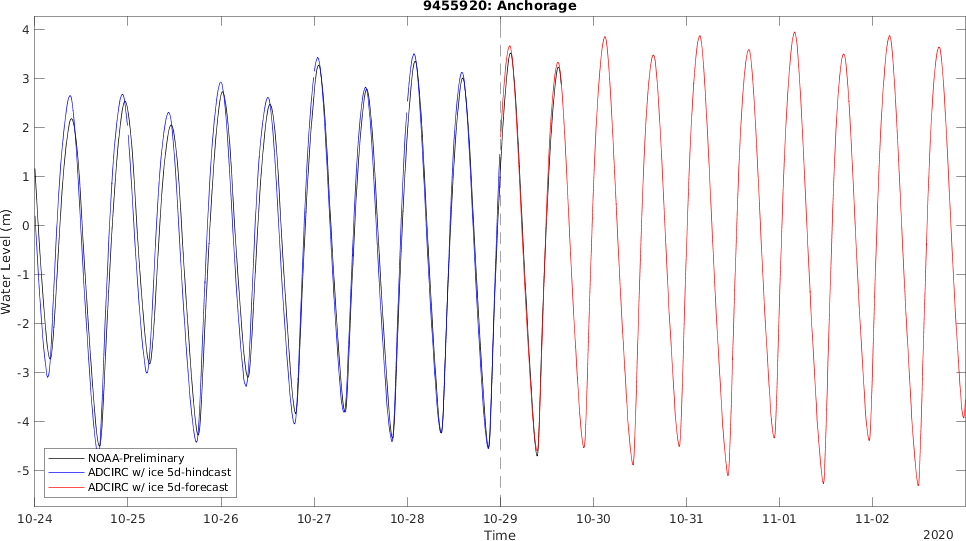 9455920: Anchorage
4
3
2
1
0
-1
-2
-3
-4
-5
Water Level (m)
NOAA-Preliminary
ADCIRC w/ ice 5d-hindcast
ADCIRC w/ ice 5d-forecast
10-24 10-25 10-26 10-27 10-28 10-29 10-30 10-31 11-01 11-02
Time
2020